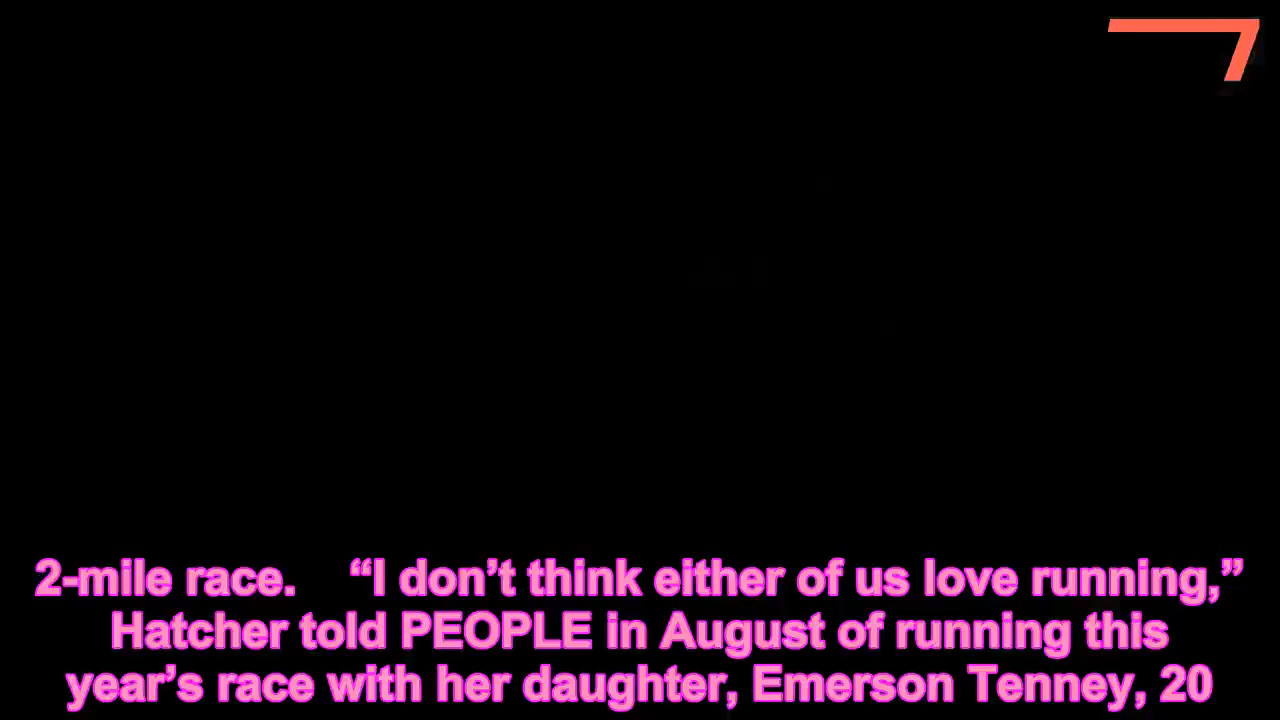 2-mile race.    “I don’t think either of us love running,”
Hatcher told PEOPLE in August of running this
year’s race with her daughter, Emerson Tenney, 20